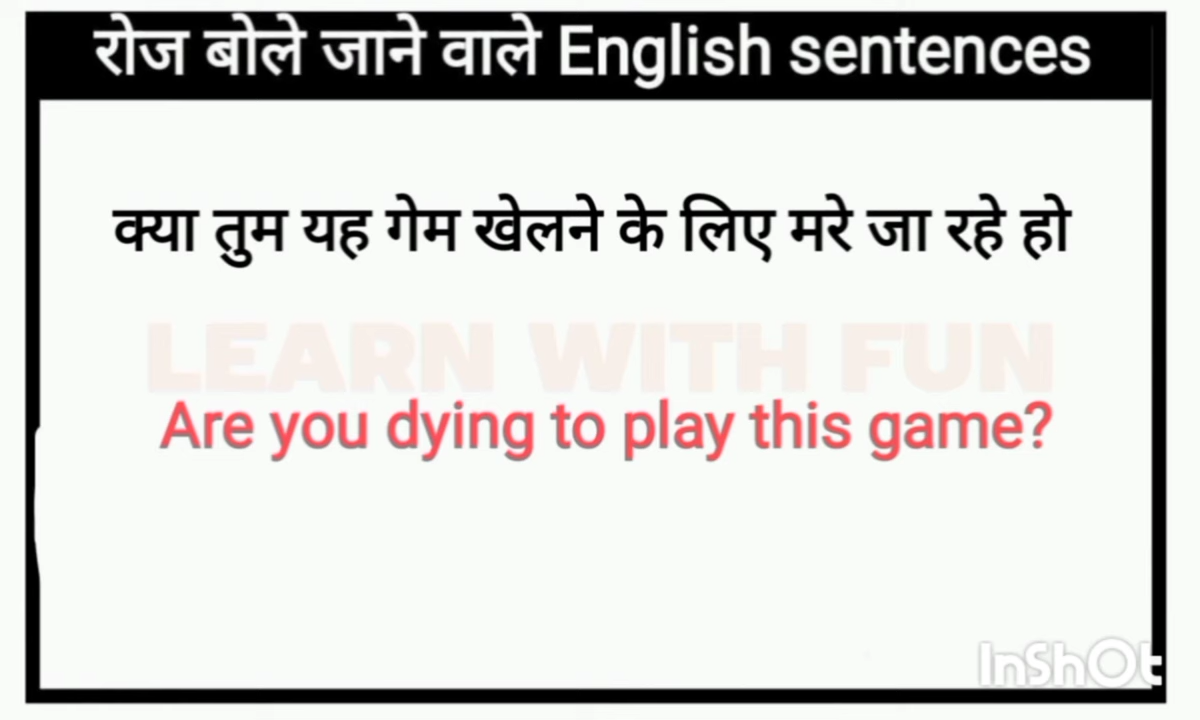 रोज बोले जाने वाले English sentences
क्या तुम यह गेम खेलने के लिए मरे जा रहे हो
LEARN WITH FUN
Are you dying to play this game?
InShOt